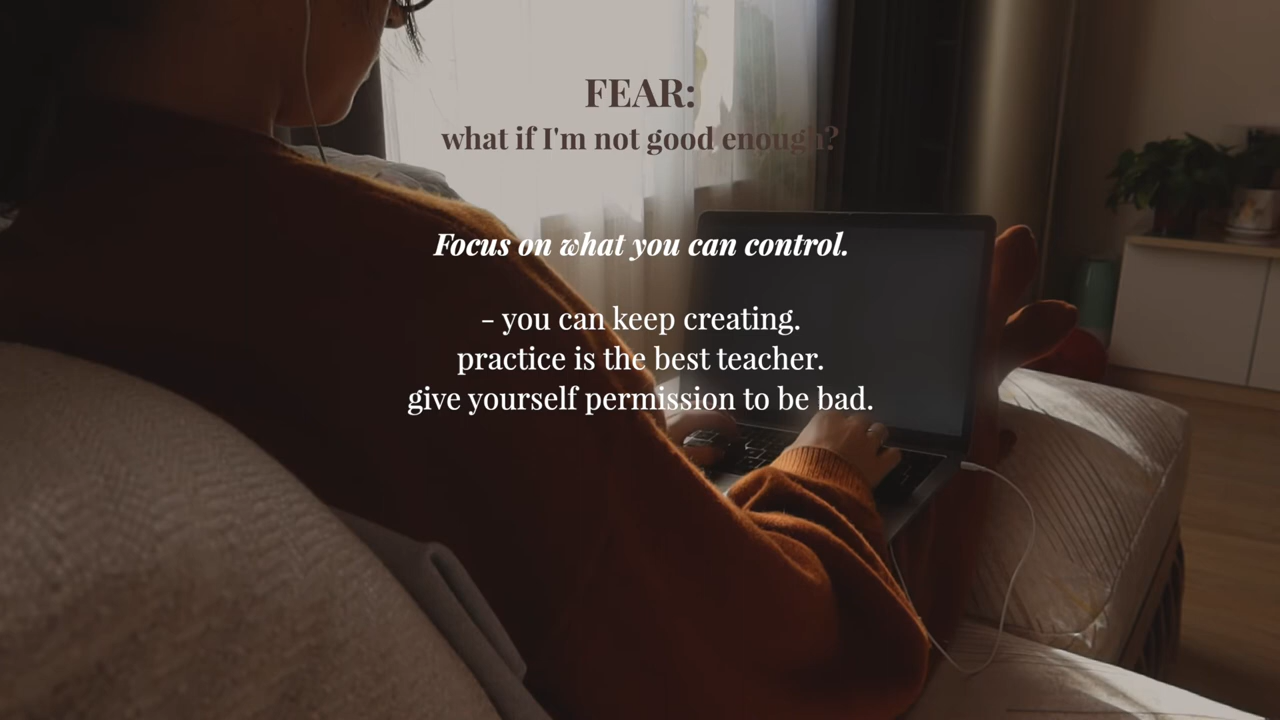 FEAR:
what if I'm not good enough?
Focus on what you can control.
- you can keep creating.
practice is the best teacher.
give yourself permission to be bad.